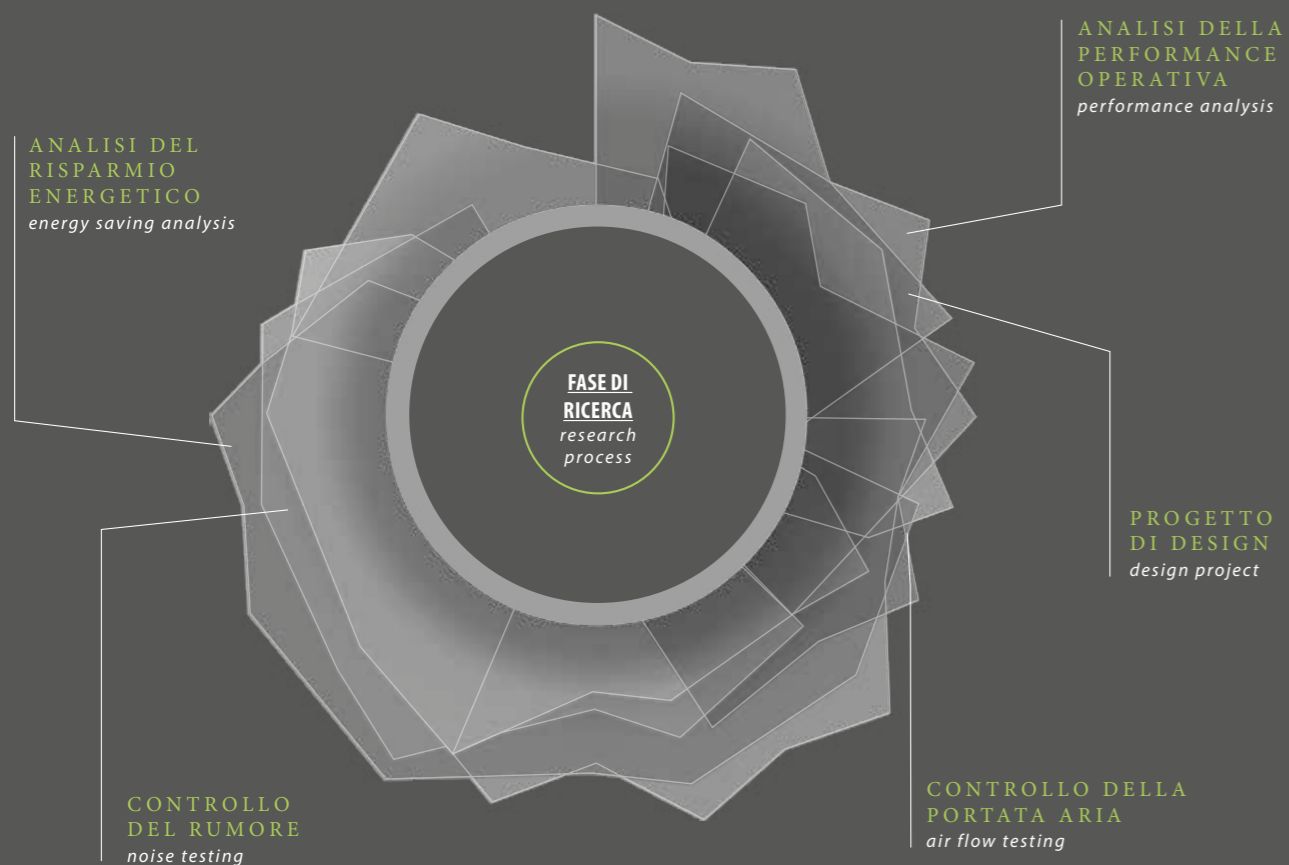 ANALISI DELLA
PERFORMANCE
OPERATIVA
performance analysis
ANALISI DEL
RISPARMIO
ENERGETICO
energy saving analysis
FASE DI
RICERCA
research
process
PROGETTO
DI DESIGN
design project
CONTROLLO DELLA
PORTATA ARIA
air flow testing
CONTROLLO
DEL RUMORE
noise testing